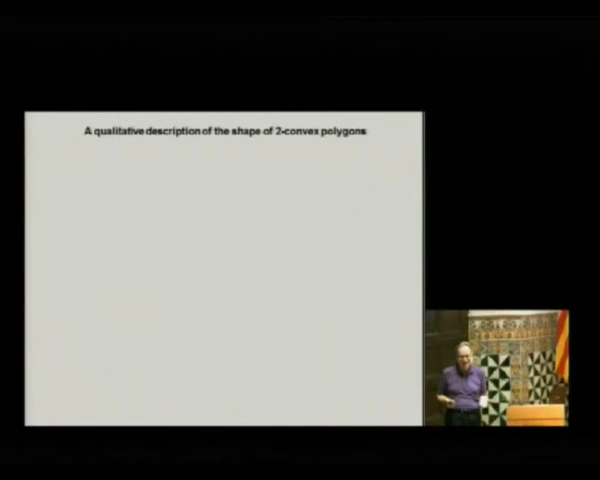 A qualitative description of the shape of 2-convex polygons